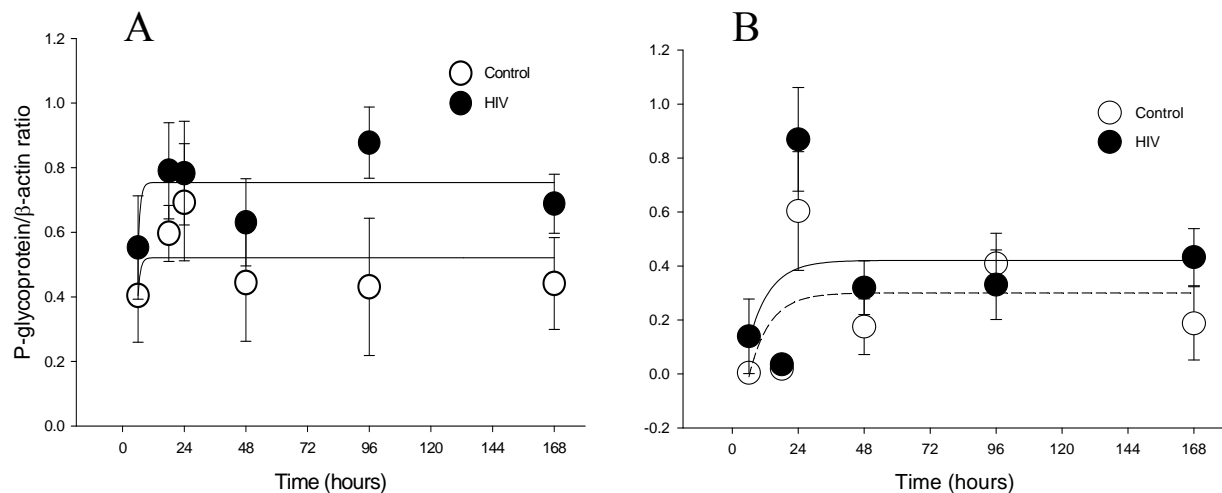 A
P-glycoprotein/β-actin ratio
1.2
1.0
0.8
0.6
0.4
0.2
0.0
Control
HIV
0 24 48 72 96 120 144 168
Time (hours)
B
1.2
1.0
0.8
0.6
0.4
0.2
0.0
-0.2
Control
HIV
0 24 48 72 96 120 144 168
Time (hours)